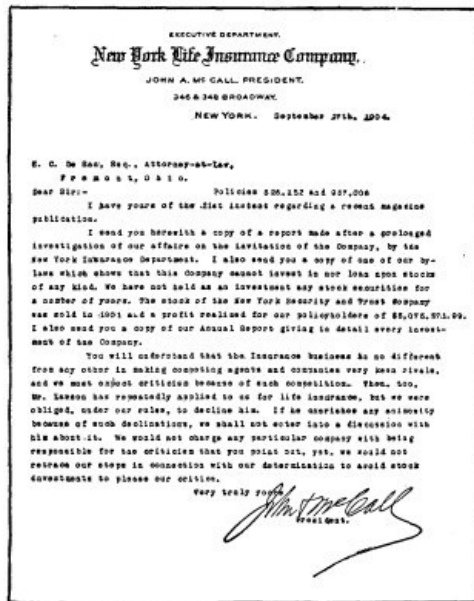 EXECUTIVE DEPARTMENT.
New York Life Insurance Company.
JOHN A. Mc CALL, PRESIDENT.
346 & 348 BROADWAY.
NEW YORK. September 27th, 1904.
E. C. De Attorney-at-Law,
Fremont, Ohio.
Dear Sir:- Policies and
I have yours of the 21st instant regarding a recent magazine
publication.
I send you herewith a copy of a report made after a prolonged
investigation of our affairs on the invitation of the Company, by the
New York Insurance Department. I also send you a copy of one of our by-
laws which shows that this Company cannot invest in nor loan upon stocks
of any kind. We have not held as an investment any stock securities for
a number of years. The stock of the New York Security and Trust Company
was sold in 1901 and a profit realized for our policyholders of
I also send you a copy of our Annual Report giving in detail every invest-
ment of the Company.
You will understand that the Insurance business is no different
from any other in making competing agents and companies very keen rivals,
and we must expect criticism because of such competition. Then, too,
Mr. Lawson has repeatedly applied to us for life insurance, but we were
obliged, under our rules, to decline him. If he cherishes any animosity
because of such declinations, we shall not enter into a discussion with
him about it. We would not charge any particular company with being
responsible for the criticism that you point out, yet, we would not
retrace our steps in connection with our determination to avoid stock
investments to please our critics.
Very truly yours
John A McCall
President.